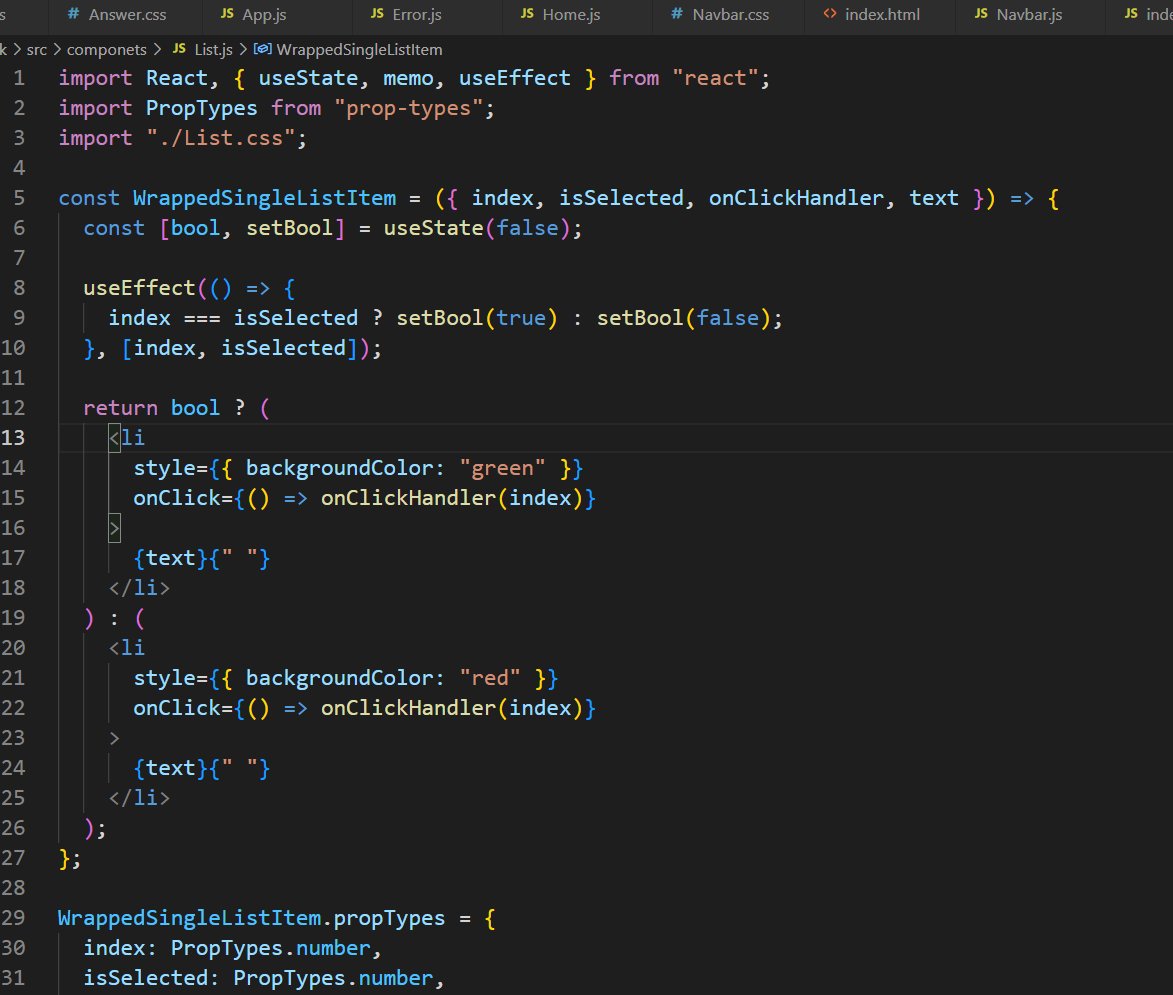 s # Answer.css JS App.js JS Error.js JS Home.js # Navbar.css <> index.html JS Navbar.js JS inde
k > src > componets > JS List.js > WrappedSingleListItem
1 import React, { useState, memo, useEffect } from "react";
2 import PropTypes from "prop-types";
3 import "./List.css";
4
5 const WrappedSingleListItem = ({ index, isSelected, onClickHandler, text }) => {
6 const [bool, setBool] = useState(false);
7
8 useEffect(() => {
9 index === isSelected ? setBool(true) : setBool(false);
10 }, [index, isSelected]);
11
12 return bool ? (
13 <li
14 style={{ backgroundColor: "green" }}
15 onClick={() => onClickHandler(index)}
16 >
17 {text}{" "}
18 </li>
19 ) : (
20 <li
21 style={{ backgroundColor: "red" }}
22 onClick={() => onClickHandler(index)}
23 >
24 {text}{" "}
25 </li>
26 );
27 };
28
29 WrappedSingleListItem.propTypes = {
30 index: PropTypes.number,
31 isSelected: PropTypes.number,